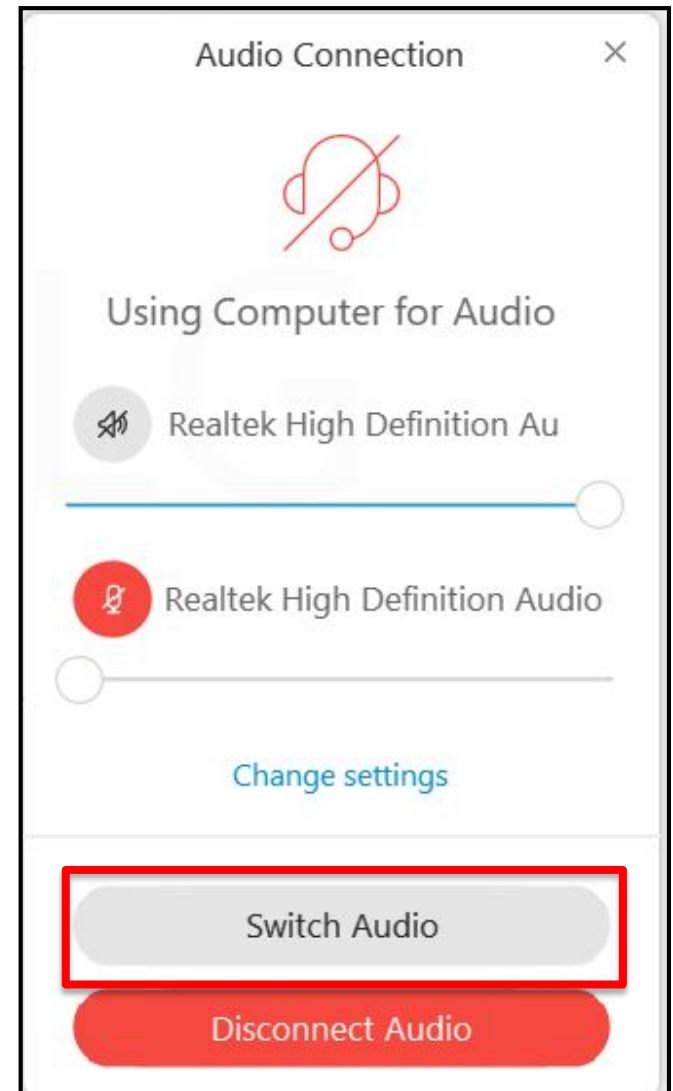 Audio Connection
Using Computer for Audio
Realtek High Definition Au
Realtek High Definition Audio
Change settings
Switch Audio
Disconnect Audio